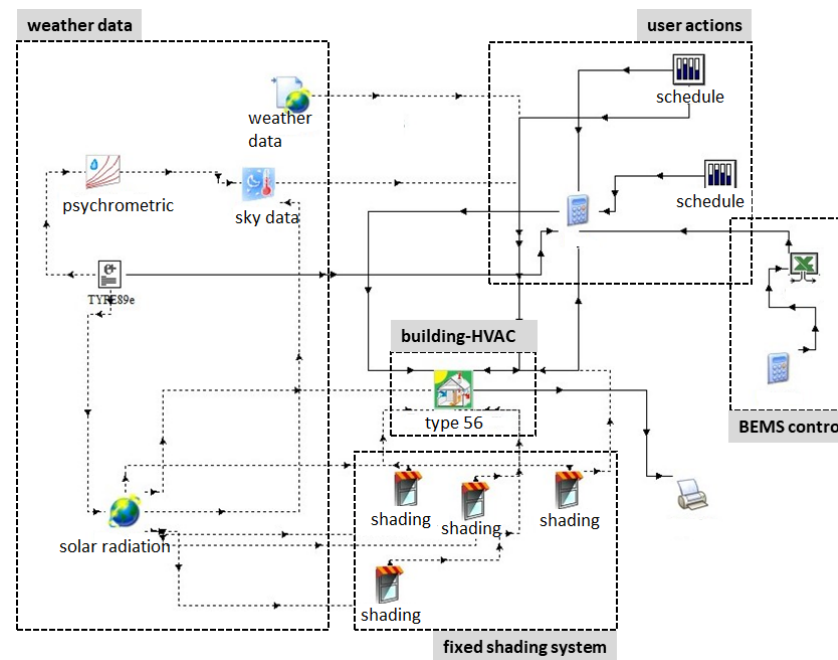 weather data
user actions
schedule
weather
data
psychrometric
sky data
schedule
TYPE89e
building-HVAC
type 56
BEMS contro
shading
shading
shading
solar radiation
shading
fixed shading system